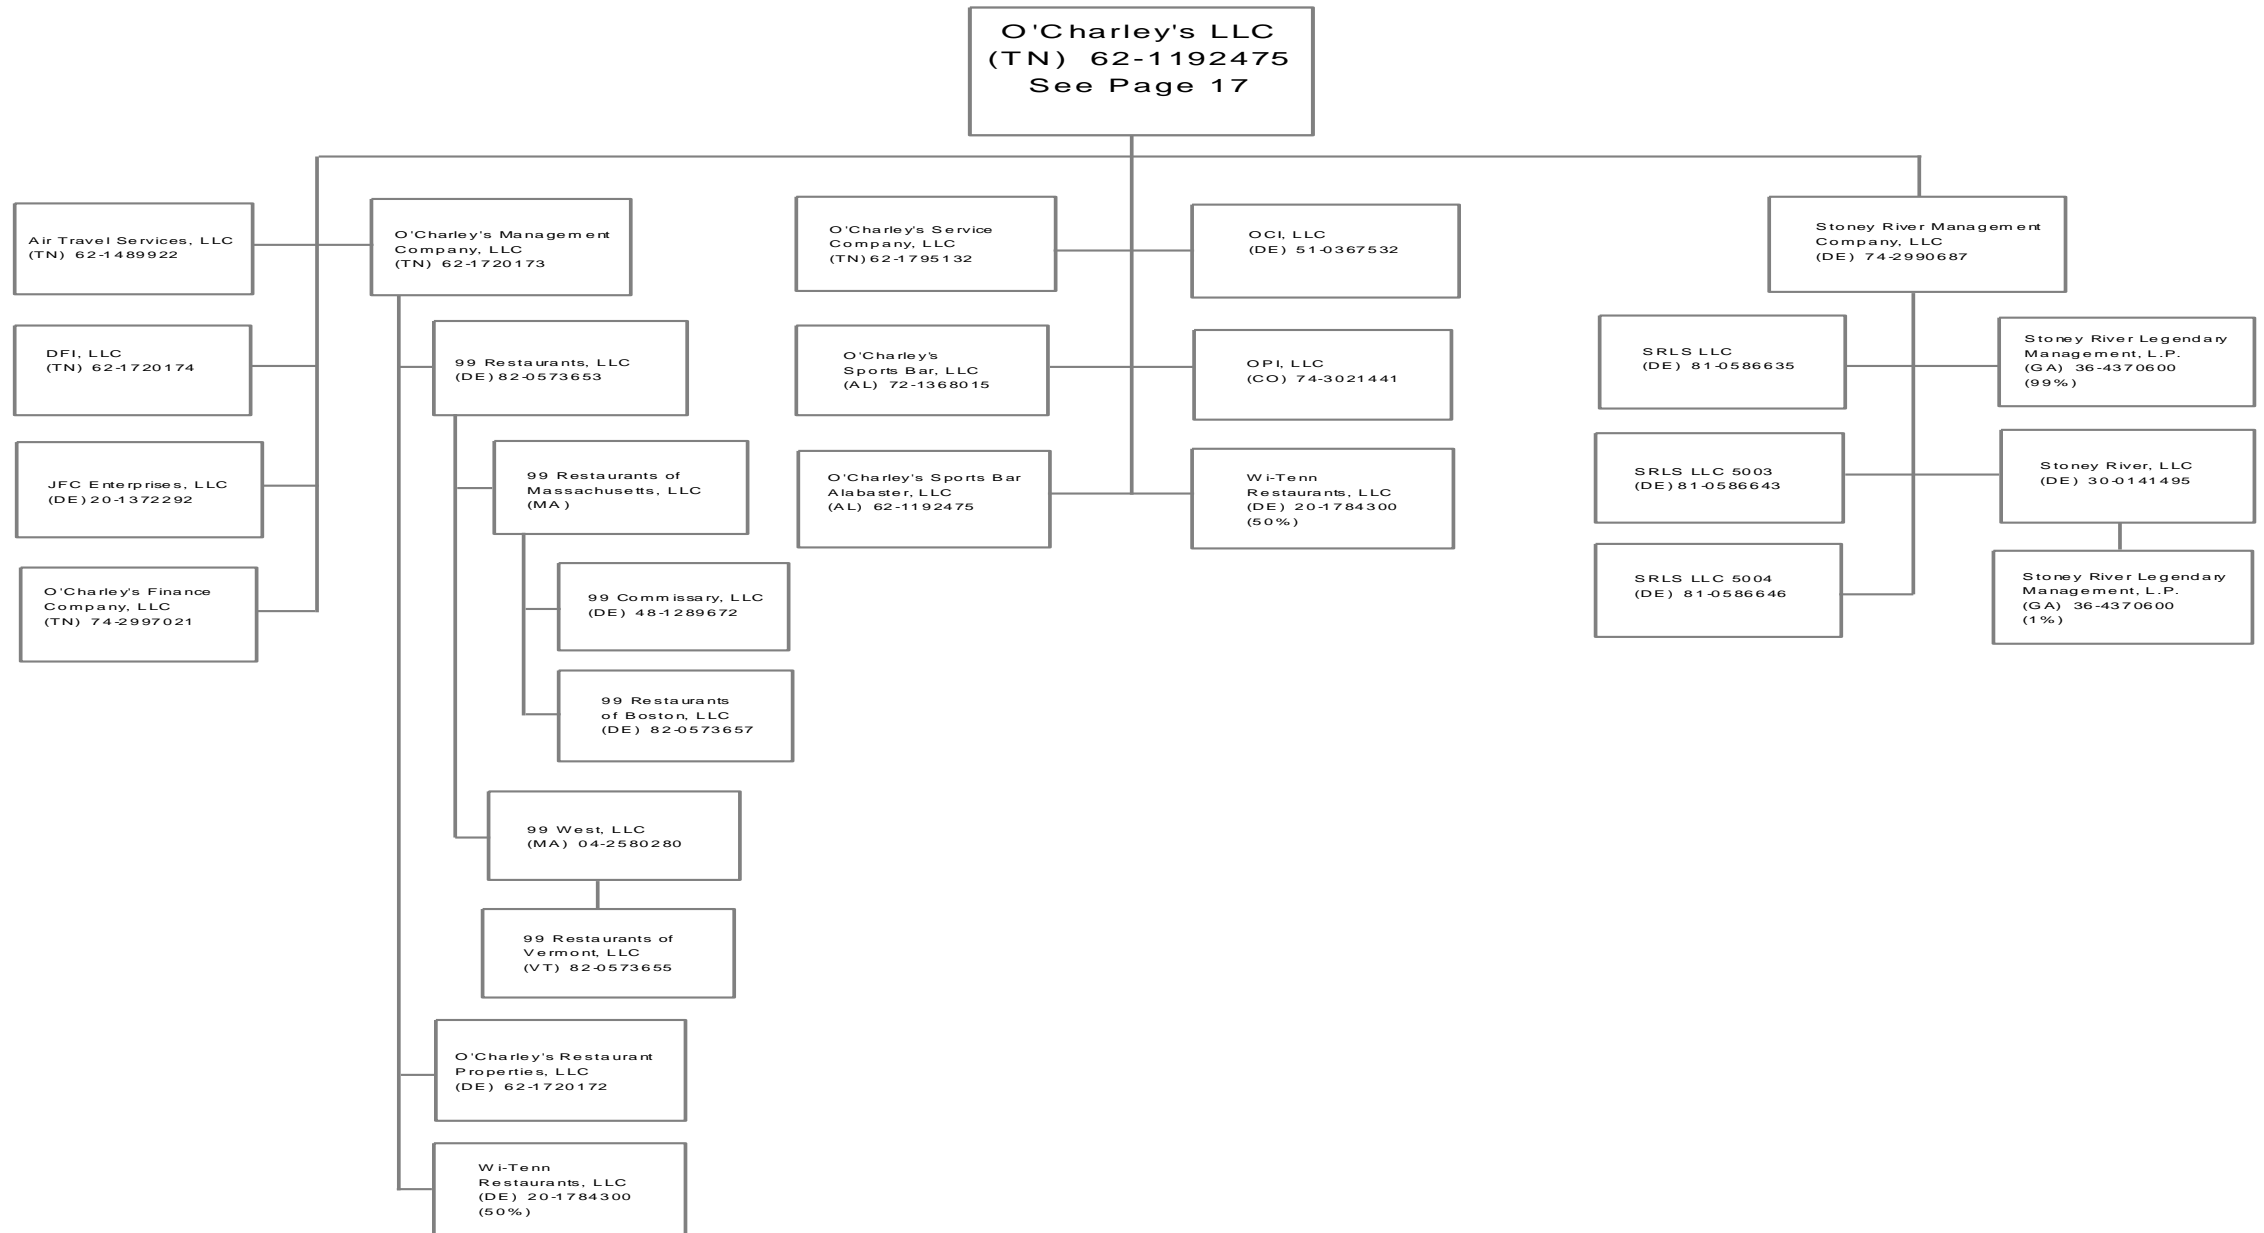 O'Charley's LLC
(TN) 62-1192475
See Page 17
Air Travel Services, LLC
(TN) 62-1489922
O'Charley's Management
Company, LLC
(TN) 62-1720173
O'Charley's Service
Company, LLC
(TN) 62-1795132
OCI, LLC
(DE) 51-0367532
Stoney River Management
Company, LLC
(DE) 74-2990687
DFI, LLC
(TN) 62-1720174
99 Restaurants, LLC
(DE) 82-0573653
O'Charley's
Sports Bar, LLC
(AL) 72-1368015
OPI, LLC
(CO) 74-3021441
SRLS LLC
(DE) 81-0586635
Stoney River Legendary
Management, L.P.
(GA) 36-4370600
(99%)
JFC Enterprises, LLC
(DE) 20-1372292
99 Restaurants of
Massachusetts, LLC
(MA)
O'Charley's Sports Bar
Alabaster, LLC
(AL) 62-1192475
Wi-Tenn
Restaurants, LLC
(DE) 20-1784300
(50%)
SRLS LLC 5003
(DE) 81-0586643
Stoney River, LLC
(DE) 30-0141495
O'Charley's Finance
Company, LLC
(TN) 74-2997021
99 Commissary, LLC
(DE) 48-1289672
SRLS LLC 5004
(DE) 81-0586646
Stoney River Legendary
Management, L.P.
(GA) 36-4370600
(1%)
99 Restaurants
of Boston, LLC
(DE) 82-0573657
99 West, LLC
(MA) 04-2580280
99 Restaurants of
Vermont, LLC
(VT) 82-0573655
O'Charley's Restaurant
Properties, LLC
(DE) 62-1720172
Wi-Tenn
Restaurants, LLC
(DE) 20-1784300
(50%)